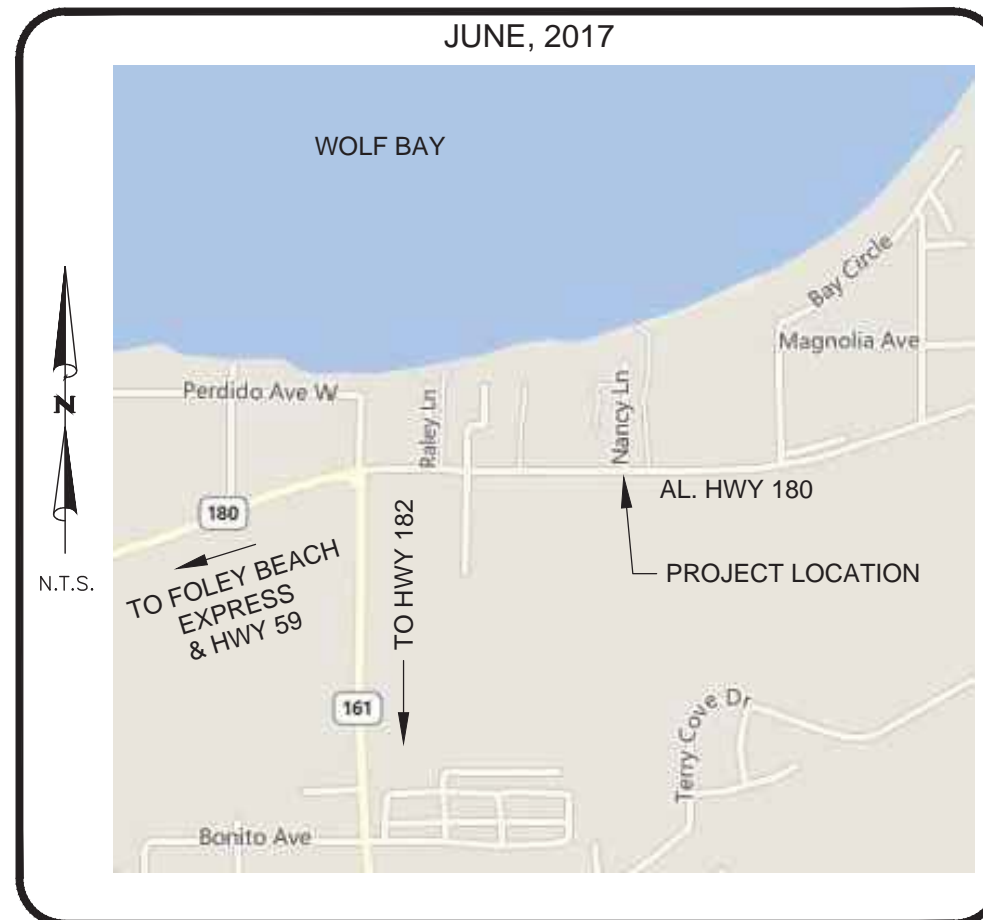 JUNE, 2017
WOLF BAY
Bay Circle
Magnolia Ave
Perdido Ave W
Raley Ln
Nancy Ln
N
N.T.S.
180
AL. HWY 180
TO HWY 182
TO FOLEY BEACH
EXPRESS
& HWY 59
PROJECT LOCATION
161
Terry Cove Dr
Bonito Ave